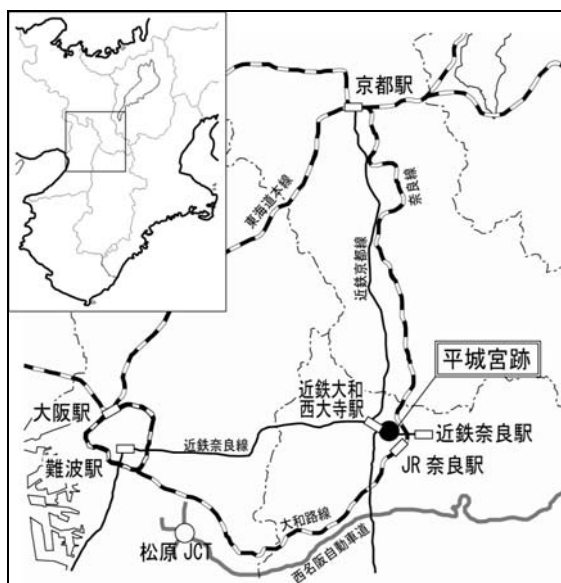 京都駅
東海道本線
奈良線
近鉄京都線
平城宮跡
近鉄大和
西大寺駅
大阪駅
近鉄奈良駅
近鉄奈良線
難波駅
JR 奈良駅
大和路線
松原 JCT
西名阪自動車道